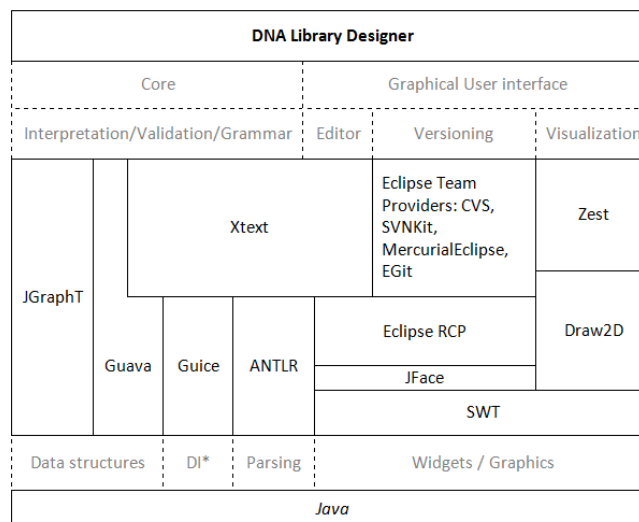 DNA Library Designer
Core
Graphical User interface
Interpretation/Validation/Grammar
Editor
Versioning
Visualization
Eclipse Team
Providers: CVS,
SVNKit,
MercurialEclipse,
EGit
Zest
Xtext
JGraphT
Guava
Guice
ANTLR
Eclipse RCP
Draw2D
JFace
SWT
Data structures
DI*
Parsing
Widgets / Graphics
Java